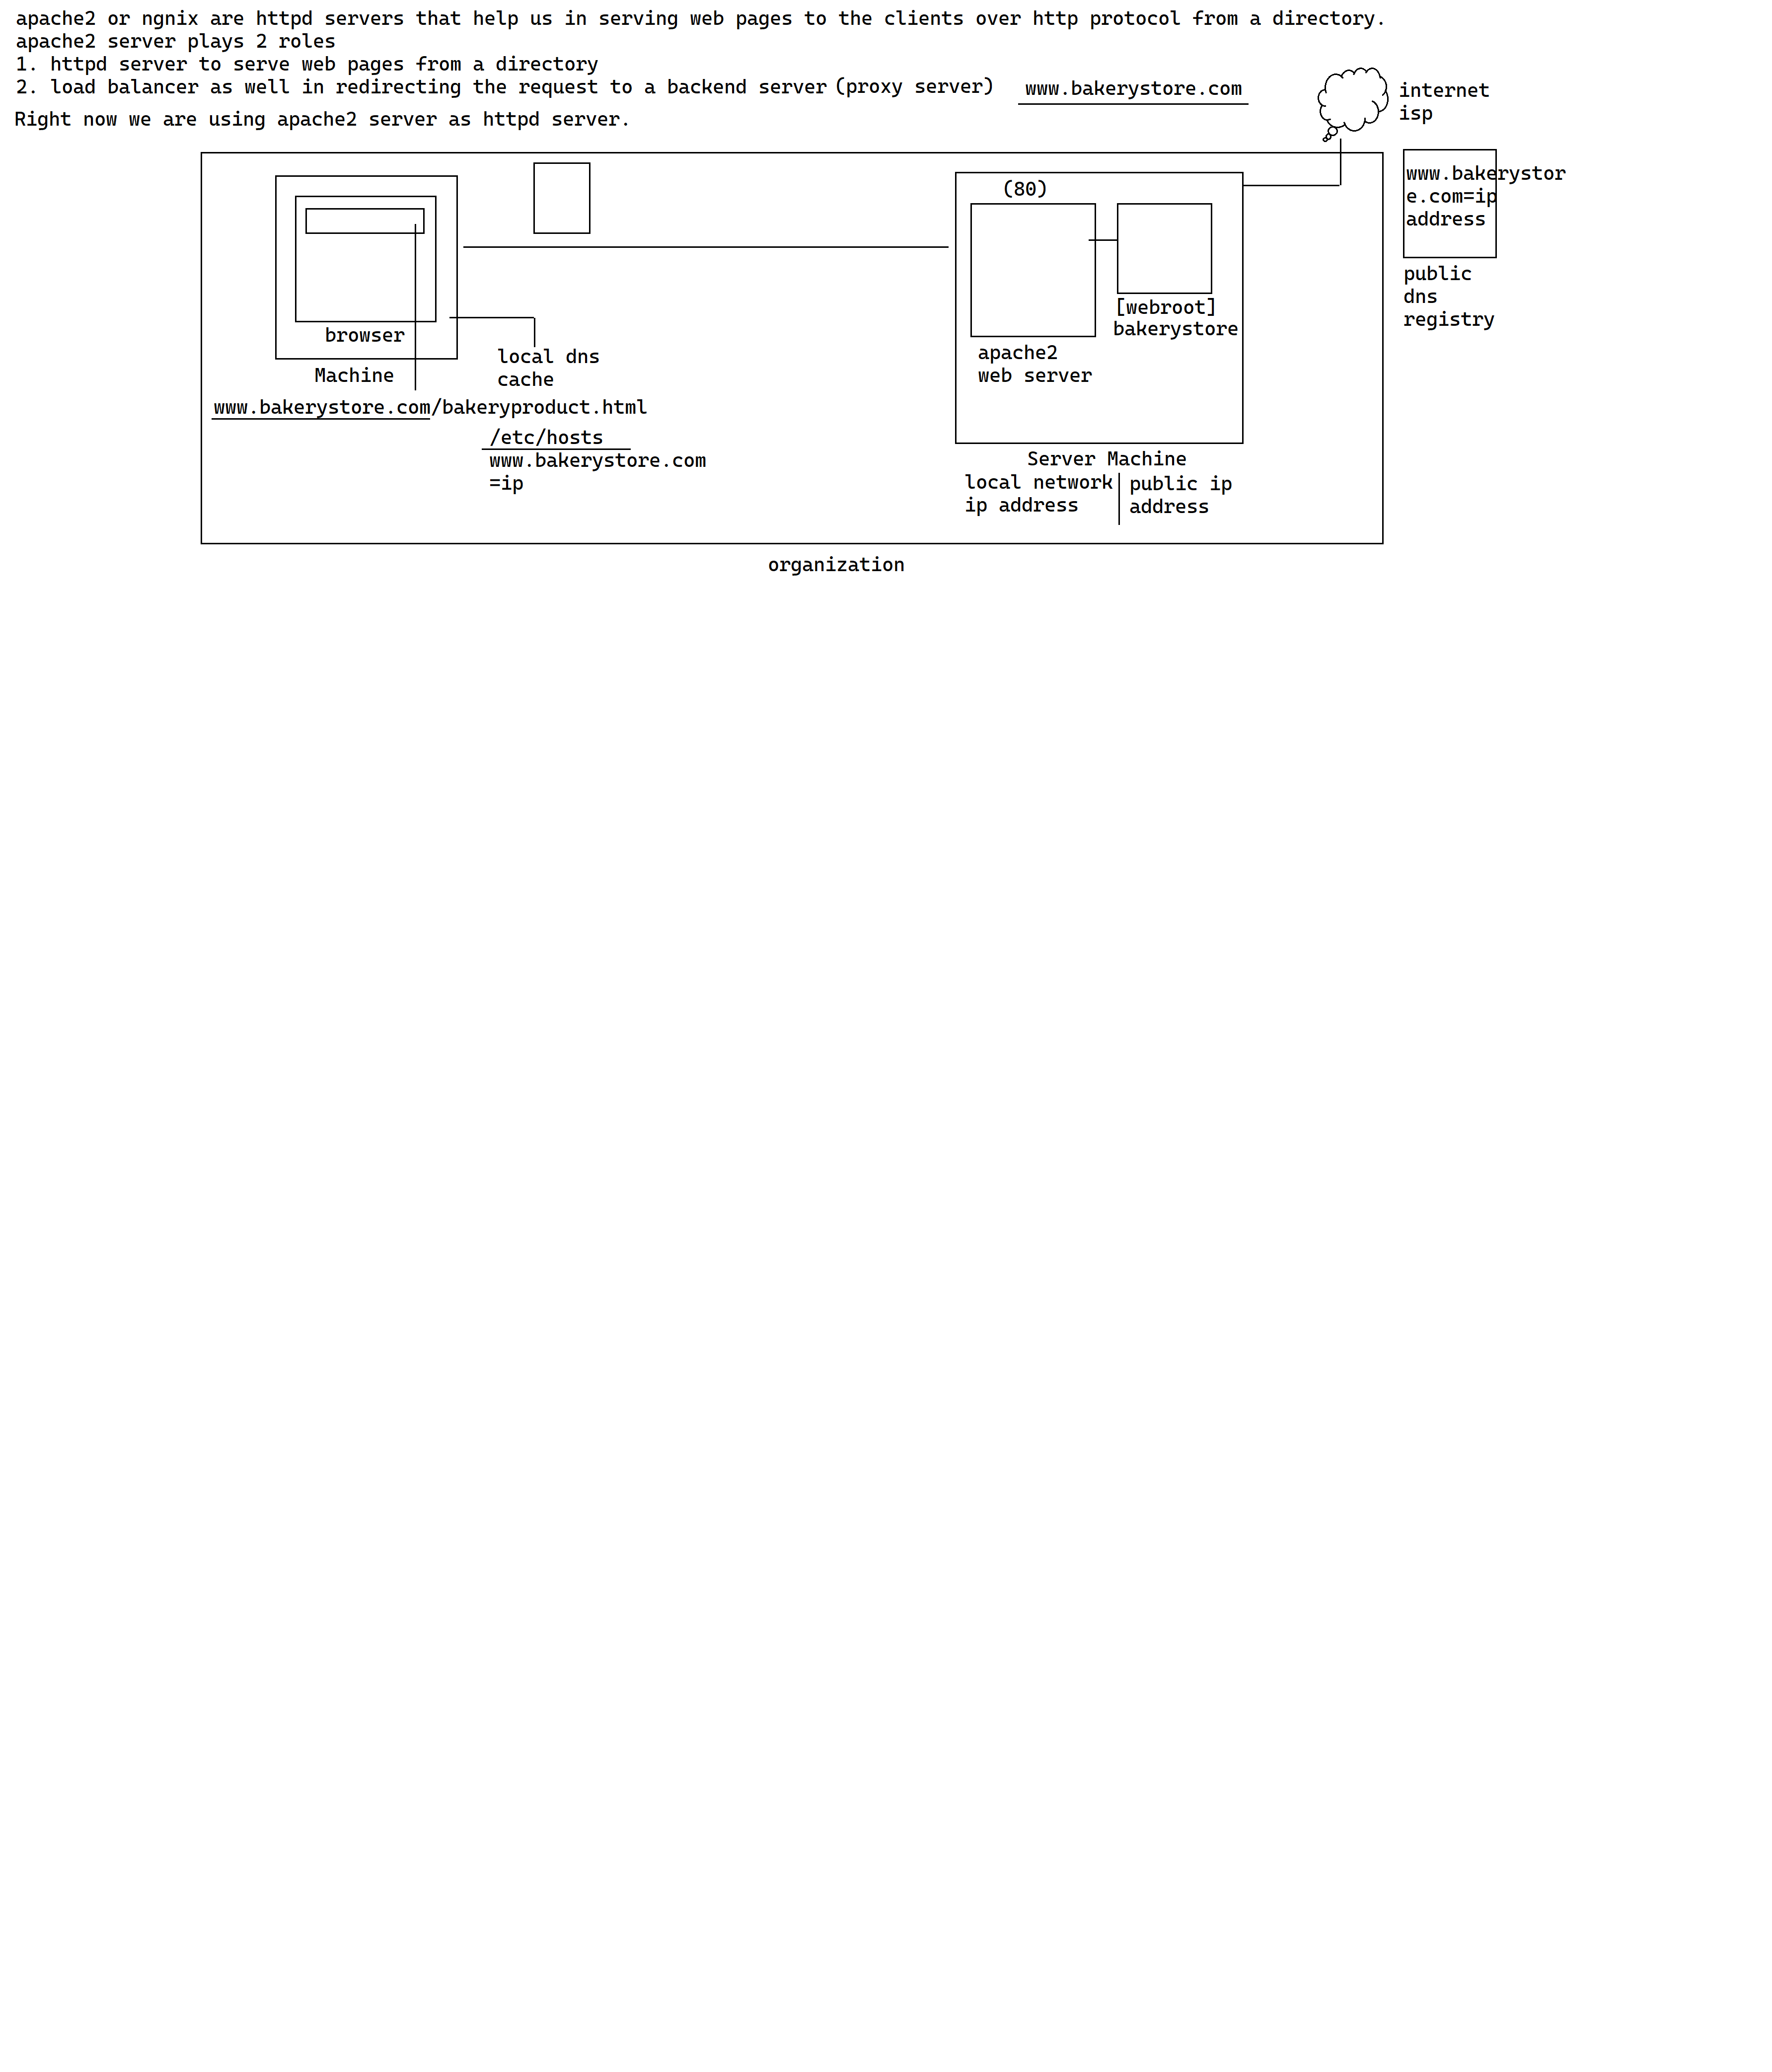 apache2 or ngnix are httpd servers that help us in serving web pages to the clients over http protocol from a directory.
apache2 server plays 2 roles
1. httpd server to serve web pages from a directory
2. load balancer as well in redirecting the request to a backend server (proxy server)
www.bakerystore.com
internet
isp
Right now we are using apache2 server as httpd server.
(80)
www.bakerystor
e.com=ip
address
public
dns
registry
browser
Machine
local dns
cache
[webroot]
bakerystore
apache2
web server
www.bakerystore.com/bakeryproduct.html
/etc/hosts
www.bakerystore.com
=ip
Server Machine
local network
ip address
public ip
address
organization